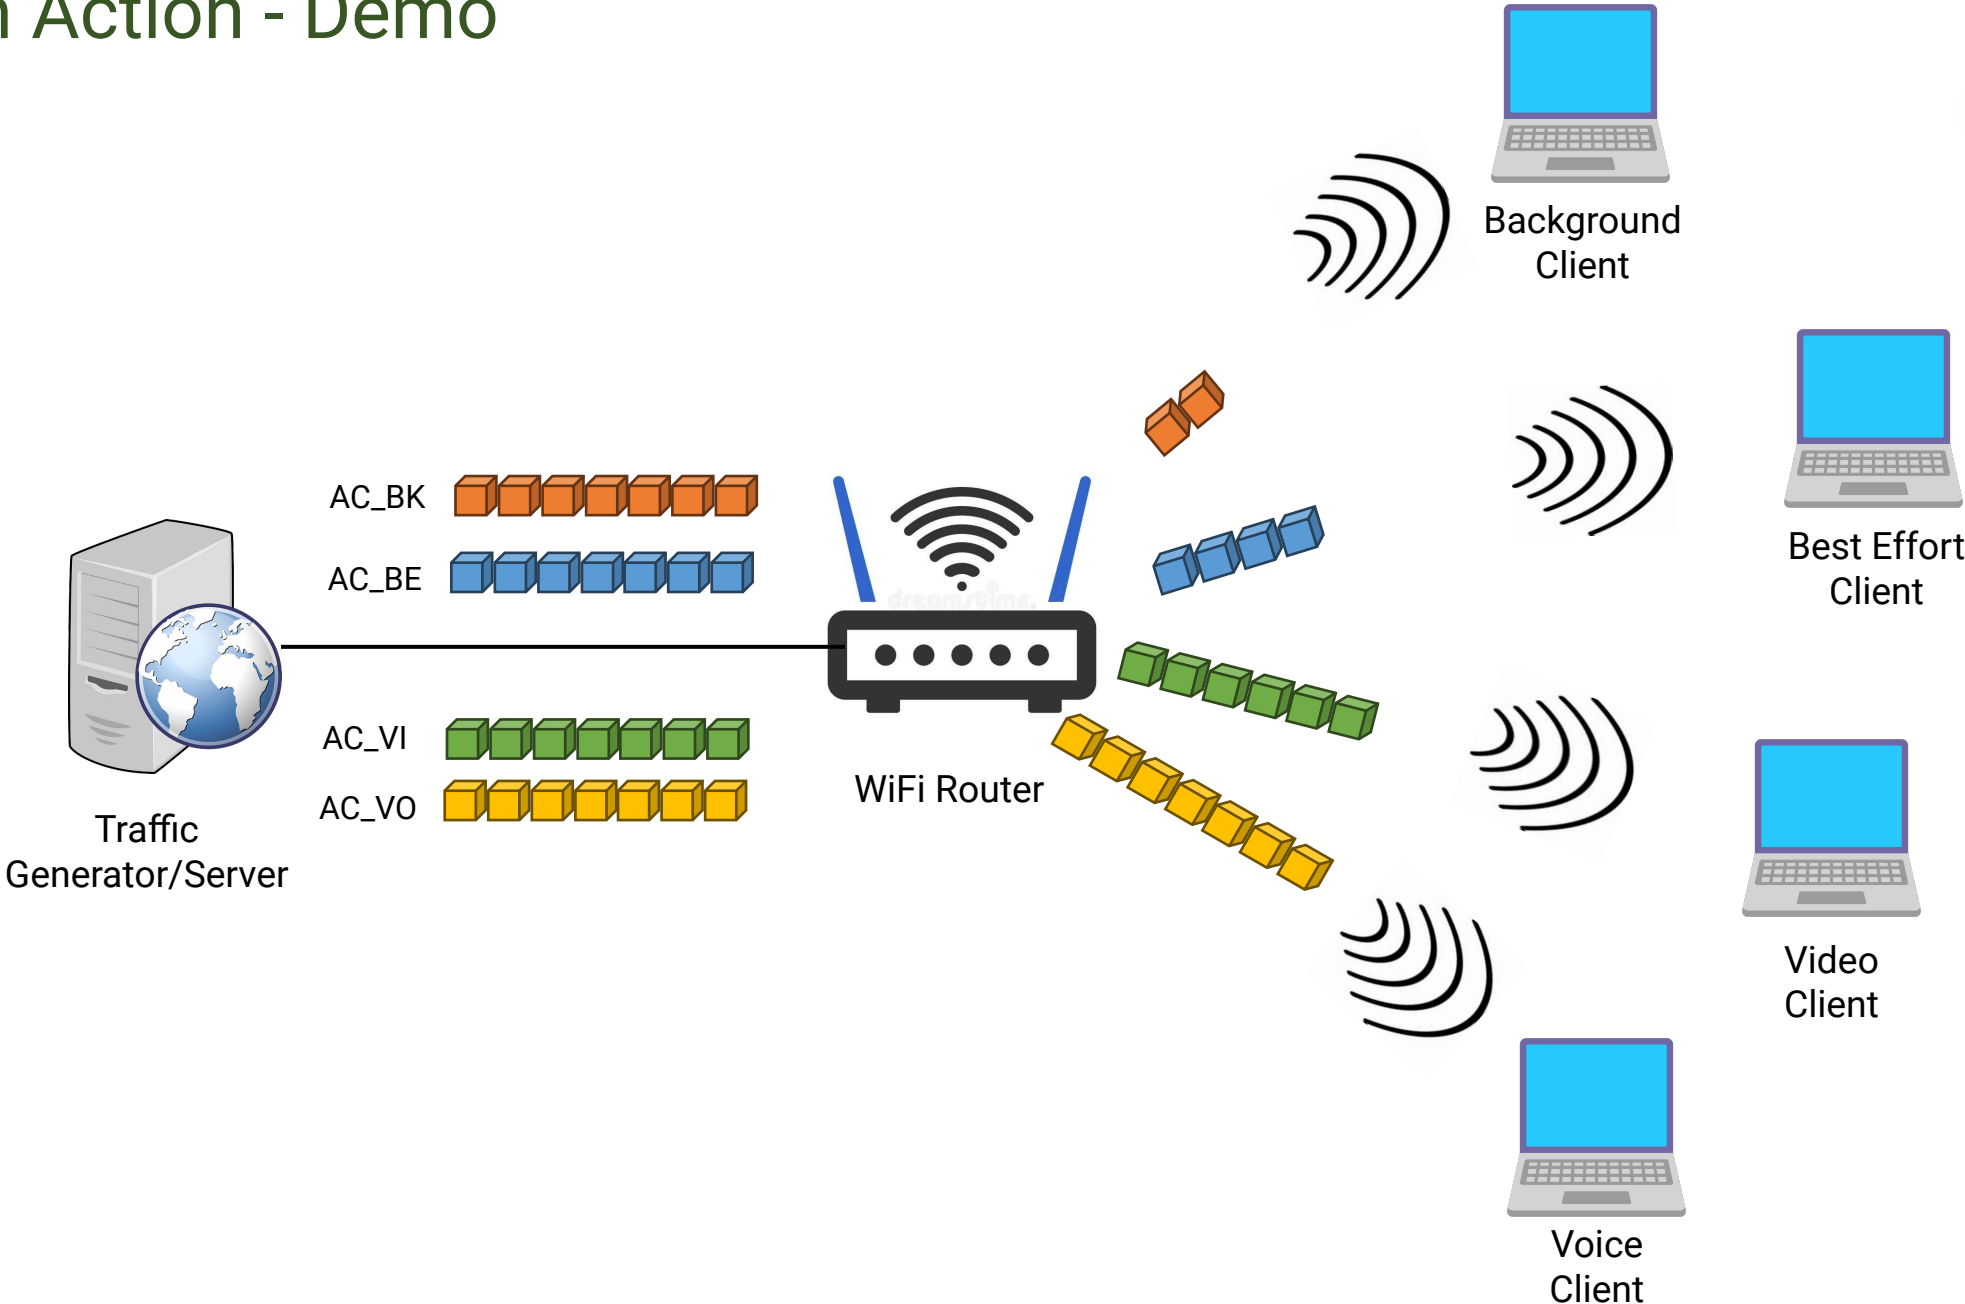 n Action - Demo
Background
Client
Best Effort
Client
AC_BK
AC_BE
AC_VI
AC_VO
dreamstime.
WiFi Router
Traffic
Generator/Server
Video
Client
Voice
Client